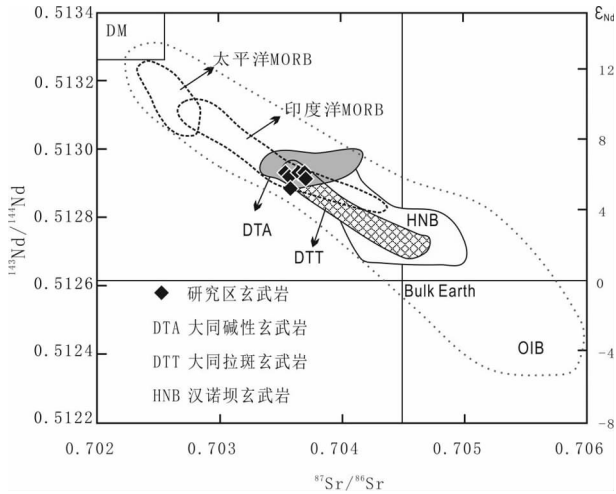 0.5134
DM
εNd
太平洋MORB
12
0.5132
印度洋MORB
8
0.5130
143Nd/144Nd
0.5128
HNB
4
DTA
DTT
0.5126
Bulk Earth
0
研究区玄武岩
DTA 大同碱性玄武岩
0.5124
OIB
-4
DTT 大同拉斑玄武岩
HNB 汉诺坝玄武岩
0.5122
-8
0.702
0.703
0.704
0.705
0.706
87Sr/86Sr